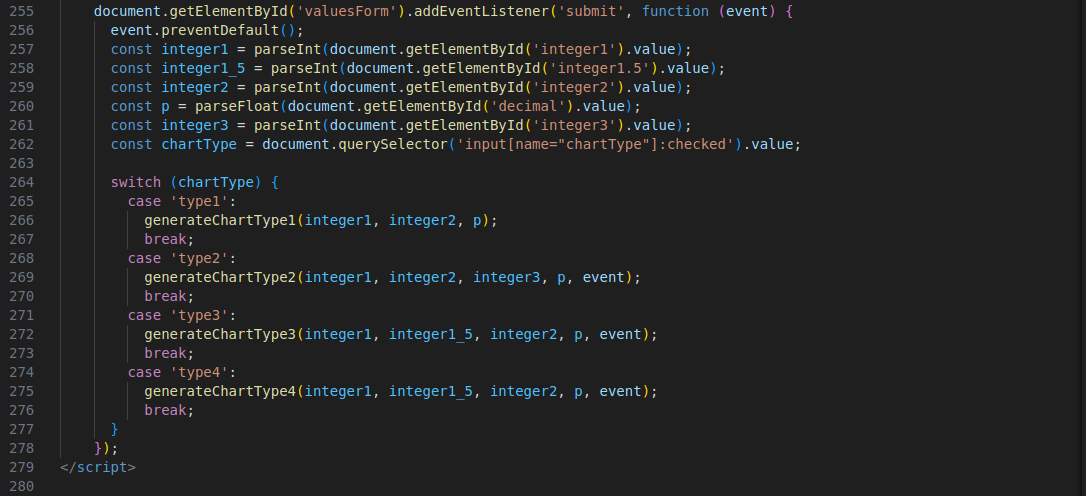 255 document.getElementById('valuesForm').addEventListener('submit', function (event) {
256 event.preventDefault();
257 const integer1 = parseInt(document.getElementById('integer1').value);
258 const integer1_5 = parseInt(document.getElementById('integer1.5').value);
259 const integer2 = parseInt(document.getElementById('integer2').value);
260 const p = parseFloat(document.getElementById('decimal').value);
261 const integer3 = parseInt(document.getElementById('integer3').value);
262 const chartType = document.querySelector('input[name="chartType"]:checked').value;
263
264 switch (chartType) {
265 case 'type1':
266 generateChartType1(integer1, integer2, p);
267 break;
268 case 'type2':
269 generateChartType2(integer1, integer2, integer3, p, event);
270 break;
271 case 'type3':
272 generateChartType3(integer1, integer1_5, integer2, p, event);
273 break;
274 case 'type4':
275 generateChartType4(integer1, integer1_5, integer2, p, event);
276 break;
277 }
278 });
279 </script>
280